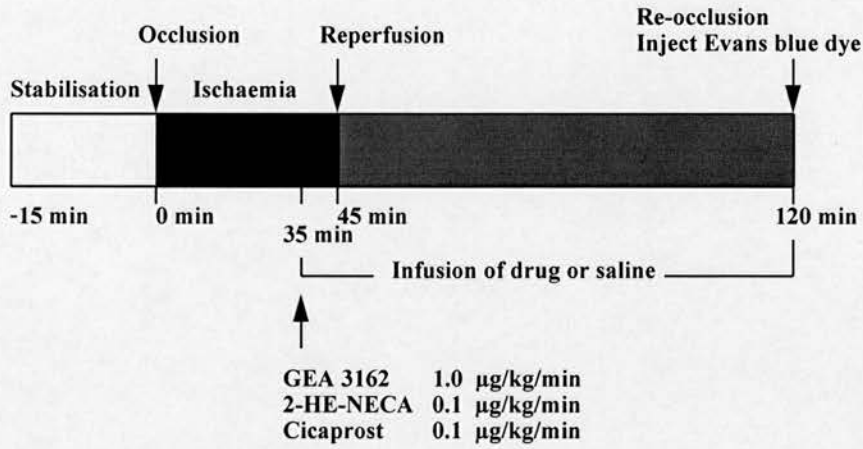 Re-occlusion
Occlusion Reperfusion Inject Evans blue dye
Stabilisation Ischaemia
-15 min 0 min 45 min 120 min
35 min
Infusion of drug or saline
GEA 3162 1.0 µg/kg/min
2-HE-NECA 0.1 µg/kg/min
Cicaprost 0.1 µg/kg/min